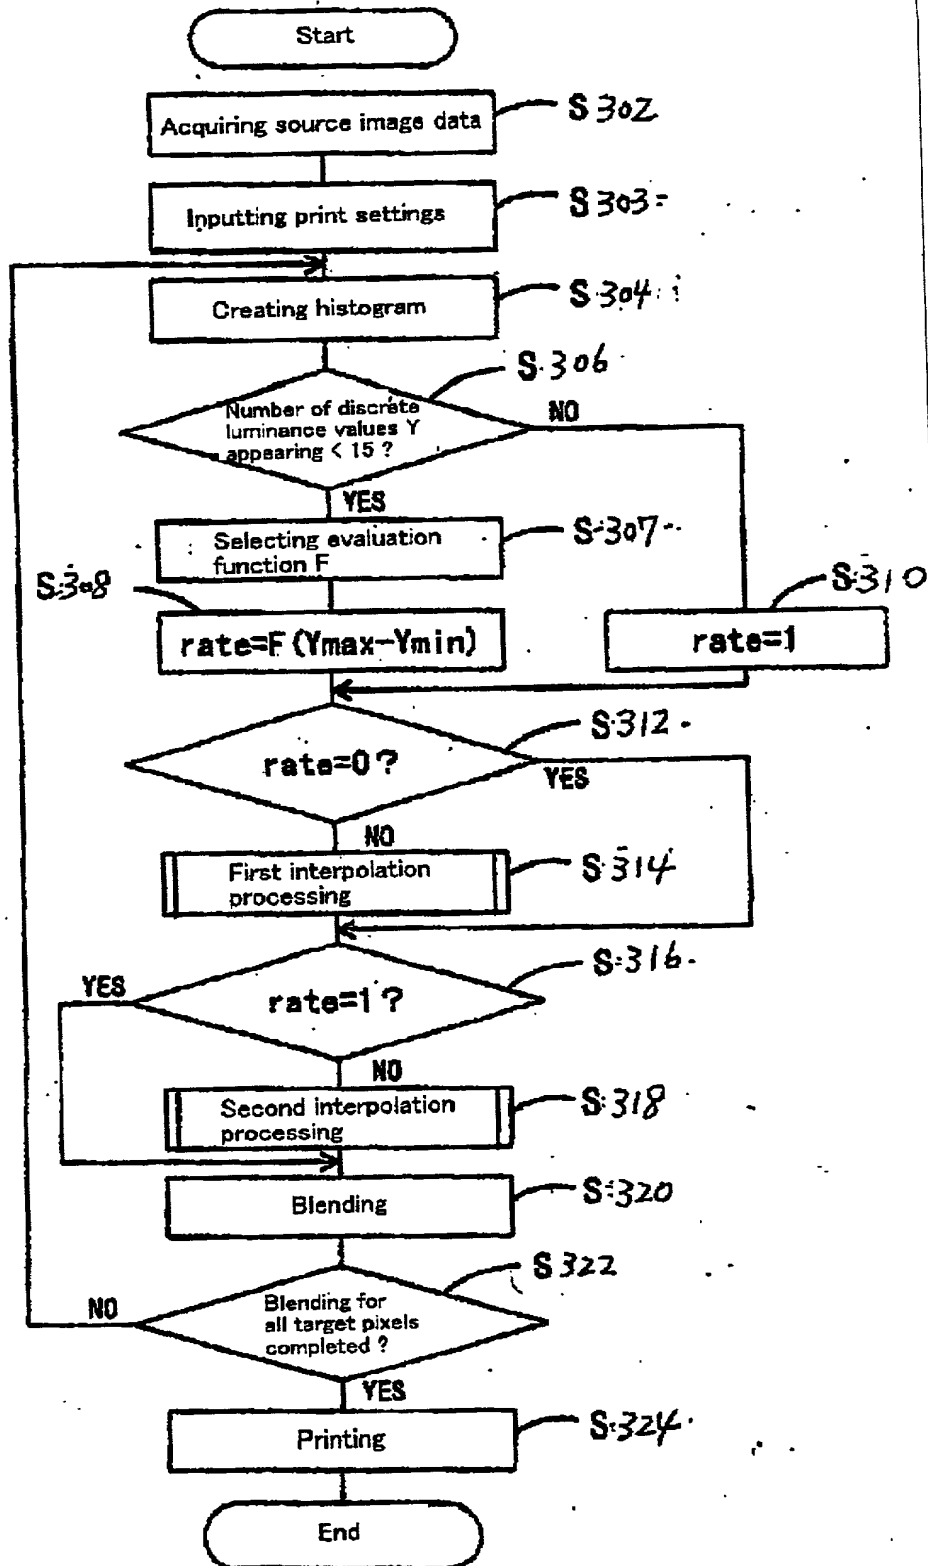 Start
Acquiring source image data
S302
Inputting print settings
S303
Creating histogram
S304
S306
Number of discrete
luminance values Y
appearing < 15 ?
NO
YES
Selecting evaluation
function F
S307
S308
rate=F(Ymax-Ymin)
S310
rate=1
S312
rate=0?
YES
NO
First interpolation
processing
S314
S316
YES
rate=1?
NO
Second interpolation
processing
S318
Blending
S320
S322
NO
Blending for
all target pixels
completed ?
YES
Printing
S324
End